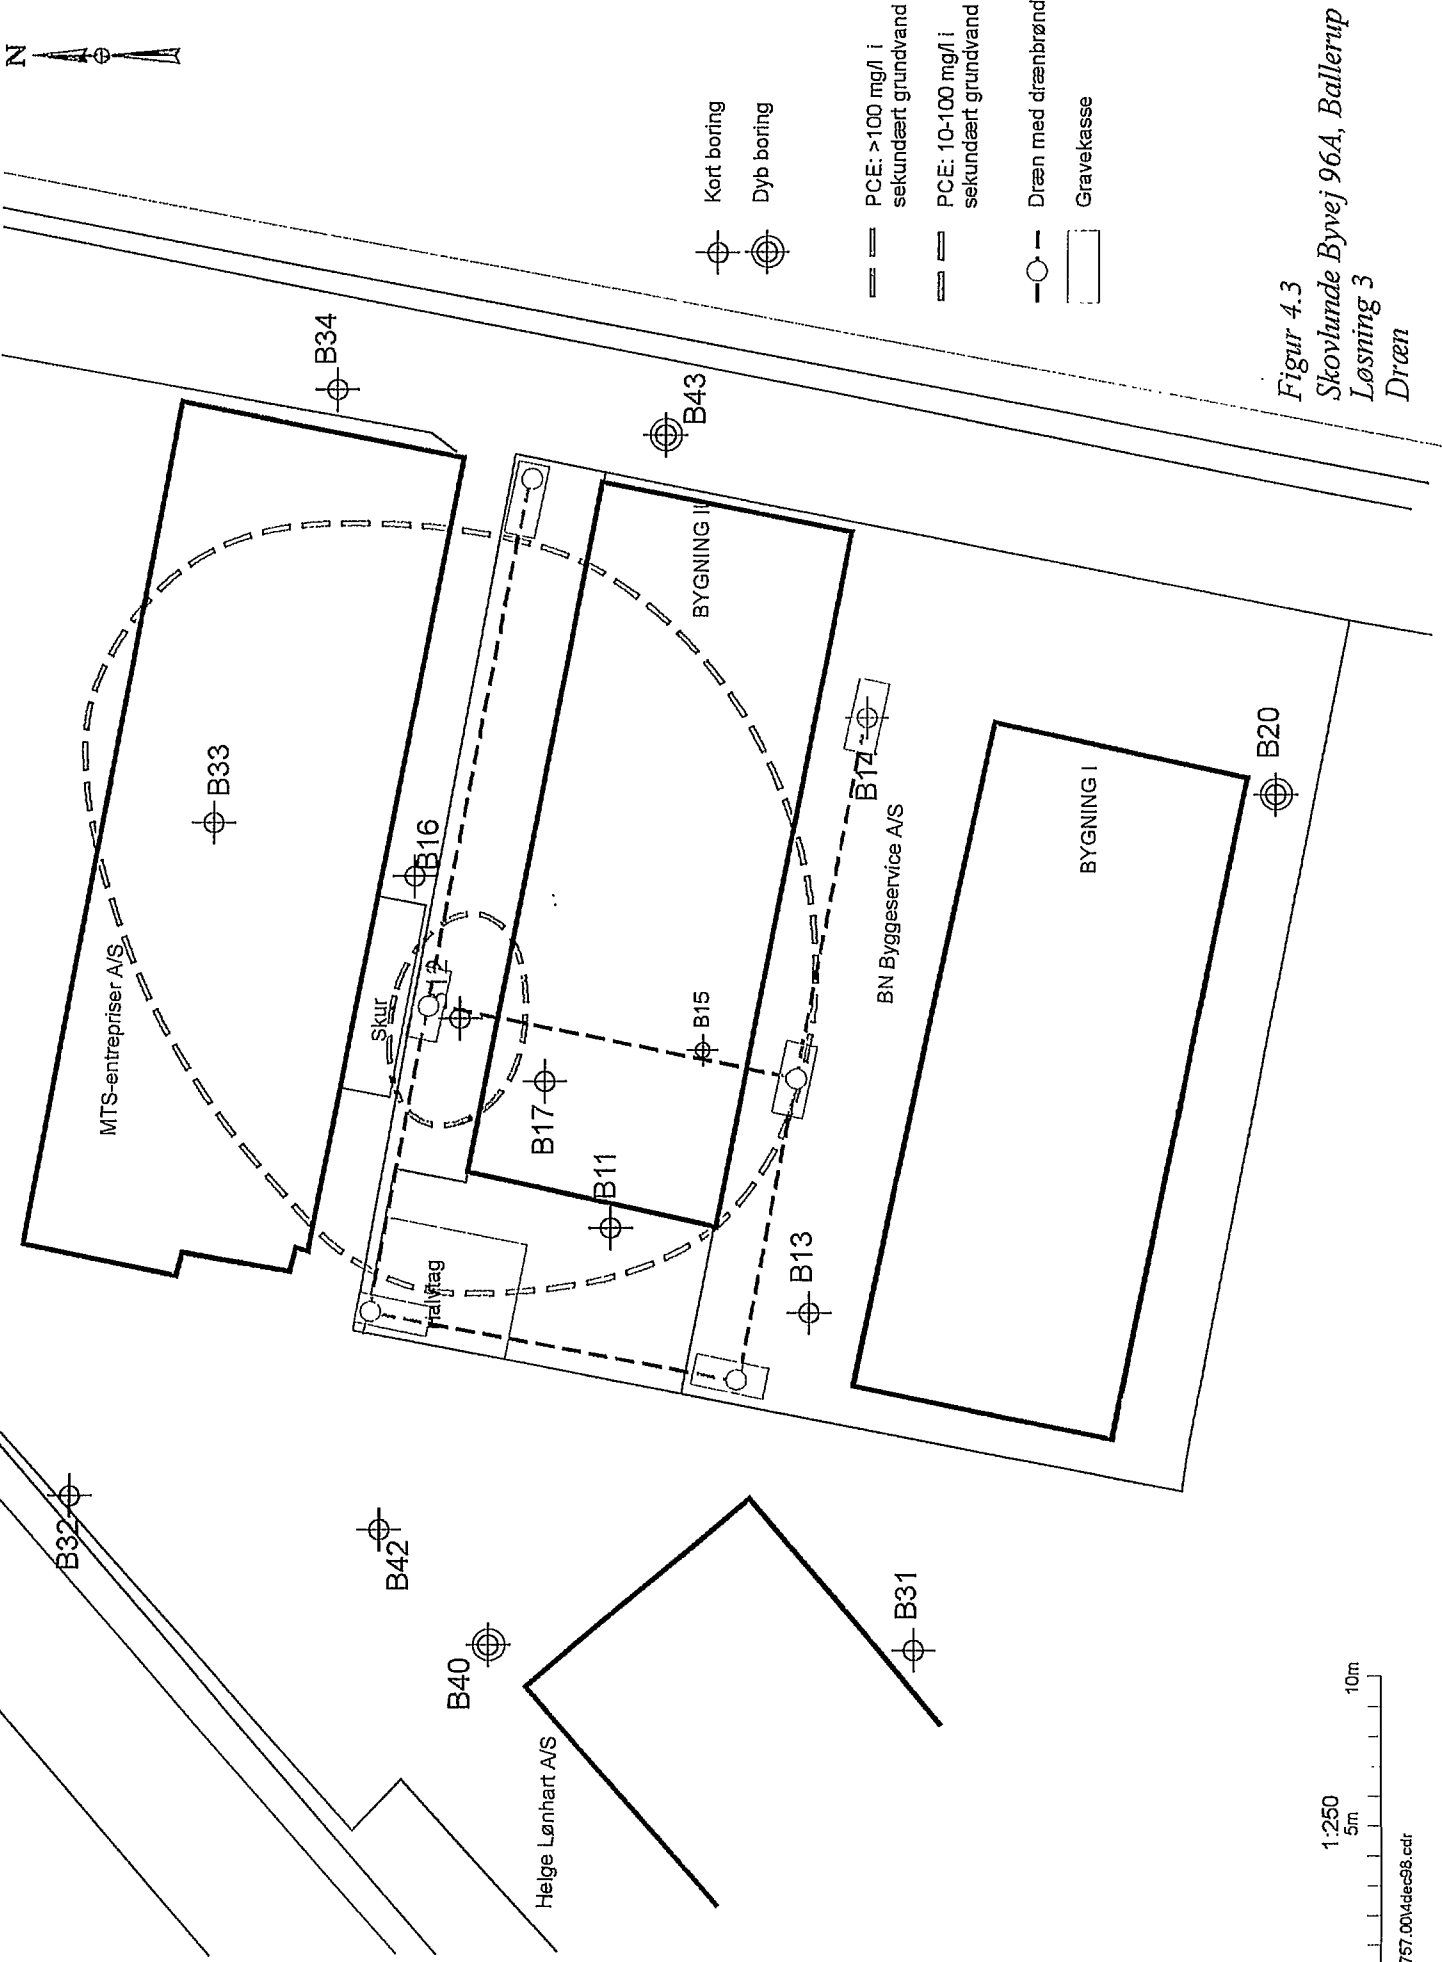 N
B32
B42
B40
Helge Lønhart A/S
B31
MTS-entrepriser A/S
B33
B34
B16
Skur
B17
B15
B11
Halvtag
B13
B43
BYGNING II
B14
BN Byggeservice A/S
BYGNING I
B20
Kort boring
Dyb boring
PCE: >100 mg/l i
sekundært grundvand
PCE: 10-100 mg/l i
sekundært grundvand
Dræn med drænbrønd
Gravekasse
Figur 4.3
Skovlunde Byvej 96A, Ballerup
Løsning 3
Dræn
1:250
5m
10m
757.00\4dec98.cdr